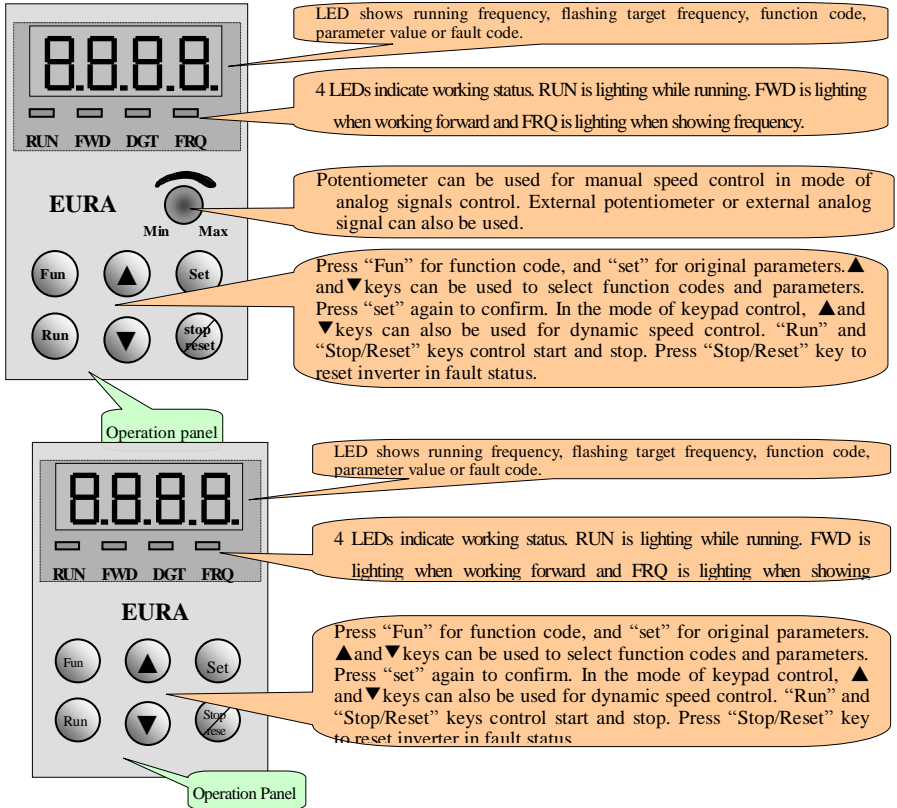 LED shows running frequency, flashing target frequency, function code,
parameter value or fault code.
8.8.8.8.
4 LEDs indicate working status. RUN is lighting while running. FWD is lighting
when working forward and FRQ is lighting when showing frequency.
RUN FWD DGT FRQ
Potentiometer can be used for manual speed control in mode of
analog signals control. External potentiometer or external analog
signal can also be used.
EURA
Min Max
Press “Fun” for function code, and “set” for original parameters.▲
and▼keys can be used to select function codes and parameters.
Press “set” again to confirm. In the mode of keypad control, ▲and
▼keys can also be used for dynamic speed control. “Run” and
“Stop/Reset” keys control start and stop. Press “Stop/Reset” key to
reset inverter in fault status.
Fun ▲ Set
Run ▼ stop
reset
Operation panel
LED shows running frequency, flashing target frequency, function code,
parameter value or fault code.
8.8.8.8.
4 LEDs indicate working status. RUN is lighting while running. FWD is
lighting when working forward and FRQ is lighting when showing
RUN FWD DGT FRQ
EURA
Press “Fun” for function code, and “set” for original parameters.
▲and▼keys can be used to select function codes and parameters.
Press “set” again to confirm. In the mode of keypad control, ▲
and▼keys can also be used for dynamic speed control. “Run” and
“Stop/Reset” keys control start and stop. Press “Stop/Reset” key
to reset inverter in fault status
Fun ▲ Set
Run ▼ Stop
rese
Operation Panel